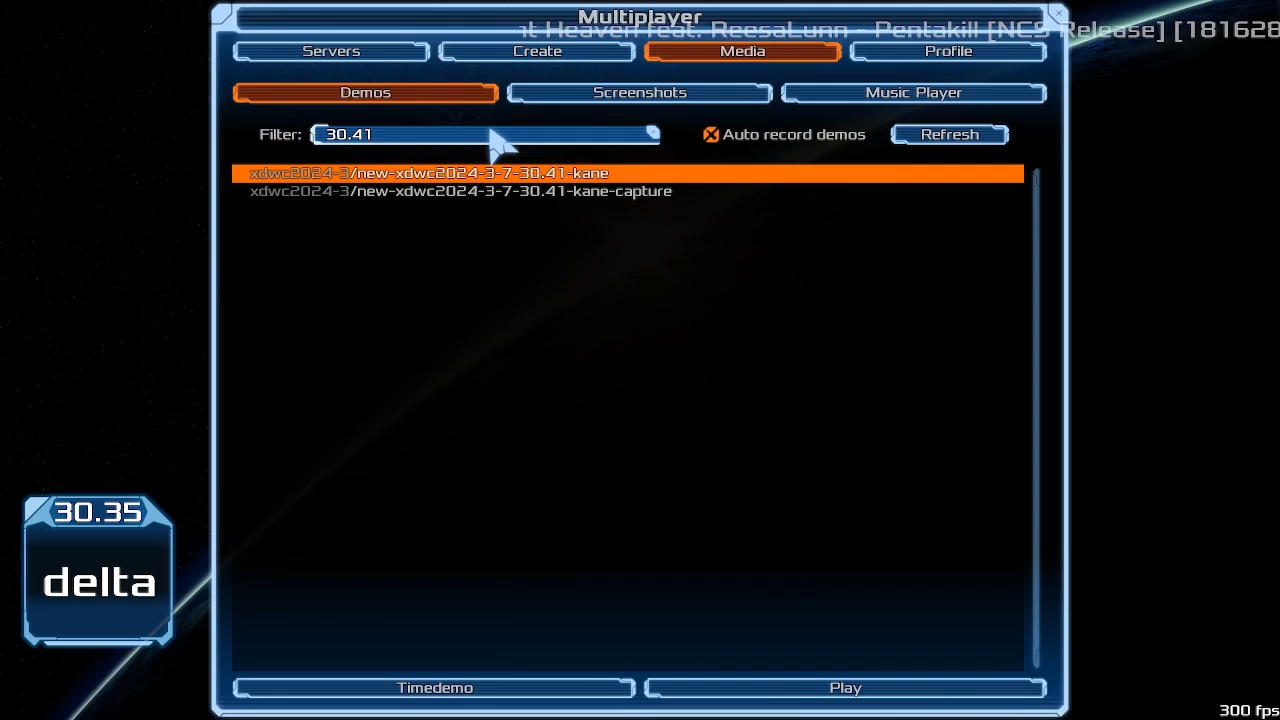 Multiplayer
nt Heaven feat. ReesaLunn - Pentakill [NCS Release] [181628
Servers
Create
Media
Profile
Demos
Screenshots
Music Player
Filter: 30.41
Auto record demos
Refresh
xdwc2024-3/new-xdwc2024-3-7-30.41-kane
xdwc2024-3/new-xdwc2024-3-7-30.41-kane-capture
30.35
delta
Timedemo
Play
300 fps